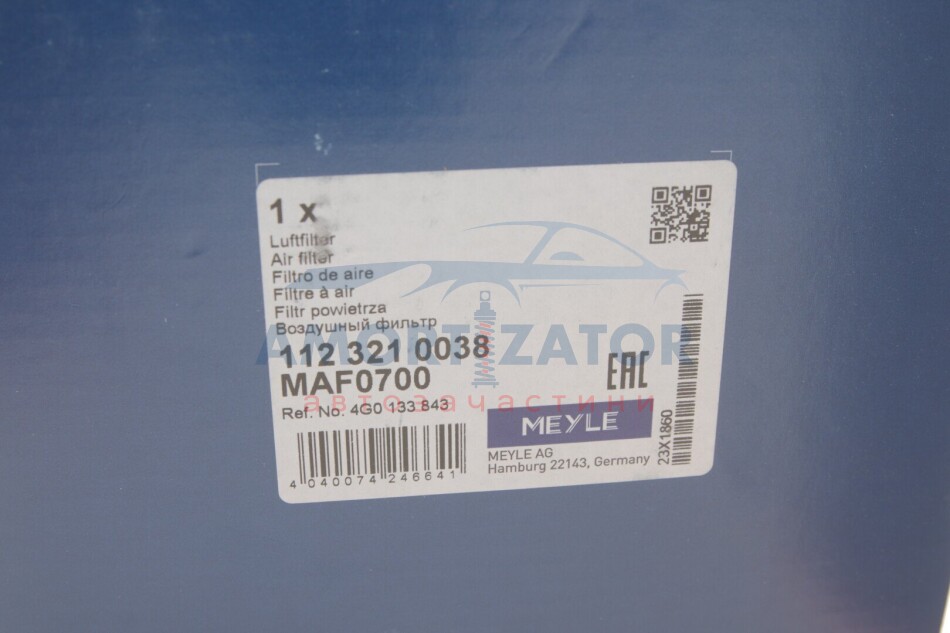 1 x
Luftfilter
Air filter
Filtro de aire
Filtre à air
Filtr powietrza
Воздушный фильтр
112 321 0038
MAF0700
Ref. No. 4G0 133 843
4 040074 246641
EAC
MEYLE
MEYLE AG
Hamburg 22143, Germany
23X1860
AMORTIZATOR
автозапчастини